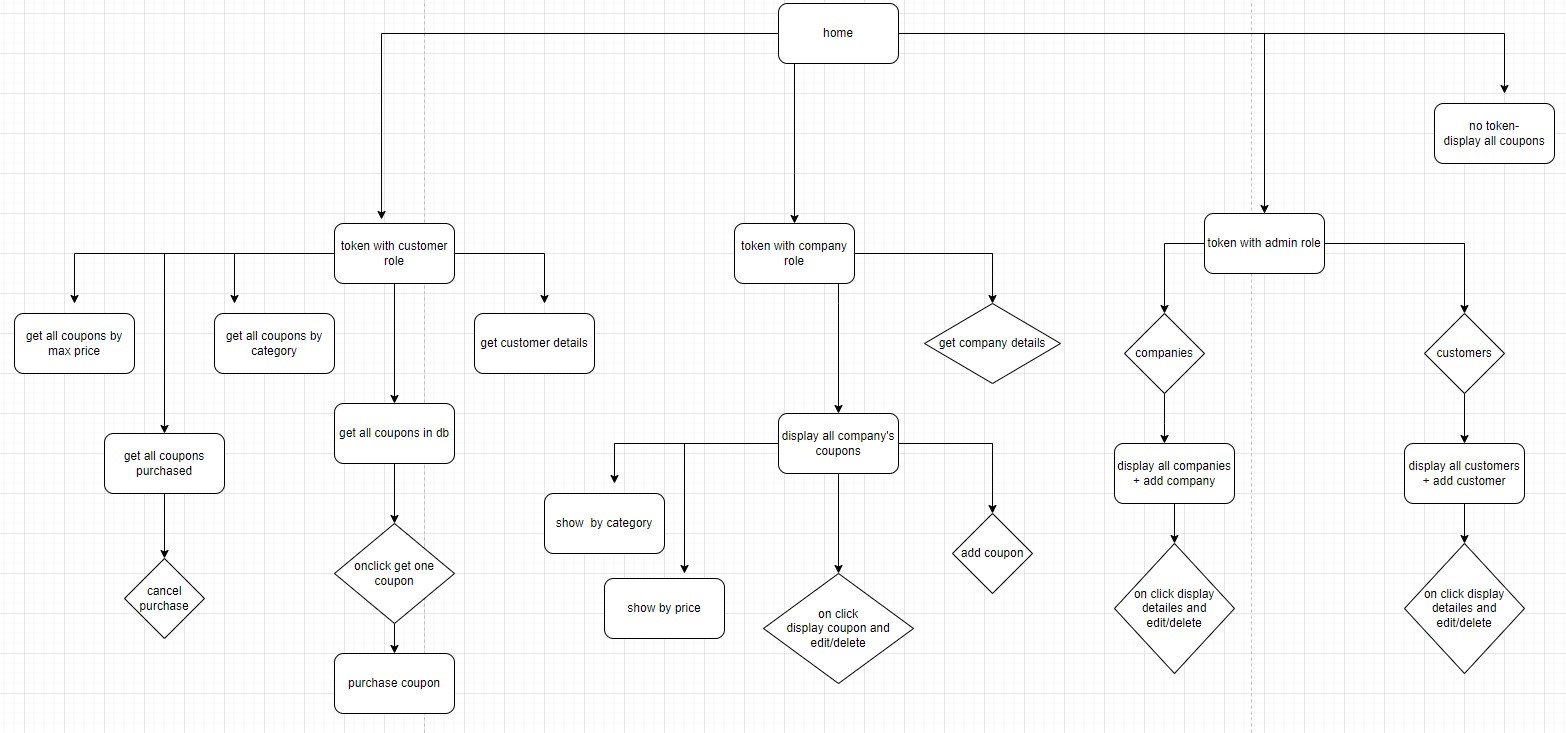 home
no token-
display all coupons
token with customer
role
token with company
role
token with admin role
get all coupons by
max price
get all coupons by
category
get customer details
get company details
companies
customers
get all coupons
purchased
get all coupons in db
display all company's
coupons
display all companies
+ add company
display all customers
+ add customer
show  by category
add coupon
onclick get one
coupon
cancel
purchase
show by price
on click
display coupon and
edit/delete
on click display
detailes and
edit/delete
on click display
detailes and
edit/delete
purchase coupon